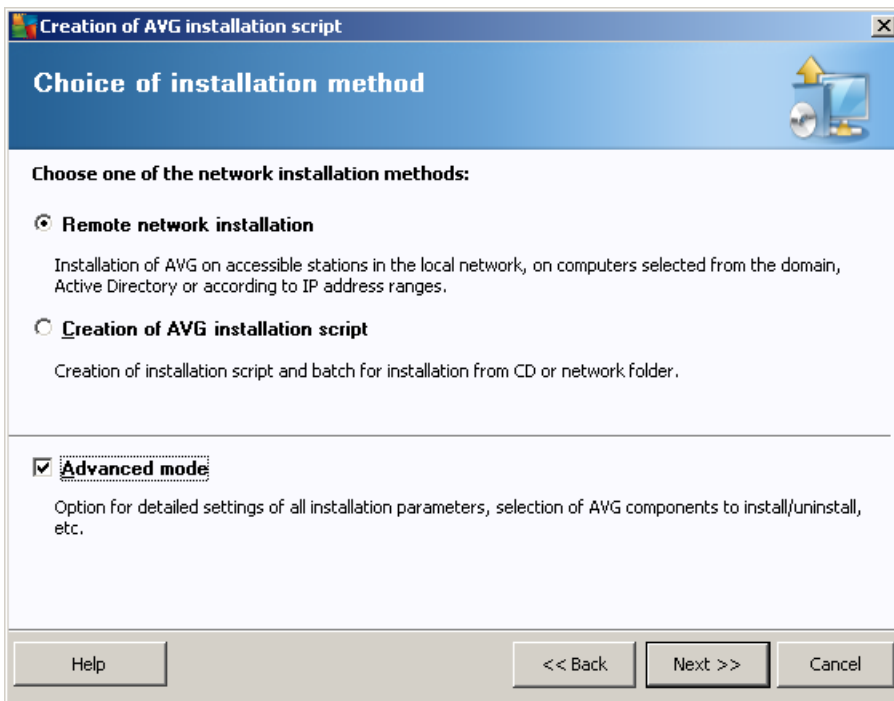 Creation of AVG installation script
Choice of installation method
Choose one of the network installation methods:
Remote network installation
Installation of AVG on accessible stations in the local network, on computers selected from the domain,
Active Directory or according to IP address ranges.
Creation of AVG installation script
Creation of installation script and batch for installation from CD or network folder.
Advanced mode
Option for detailed settings of all installation parameters, selection of AVG components to install/uninstall,
etc.
Help
<< Back
Next >>
Cancel